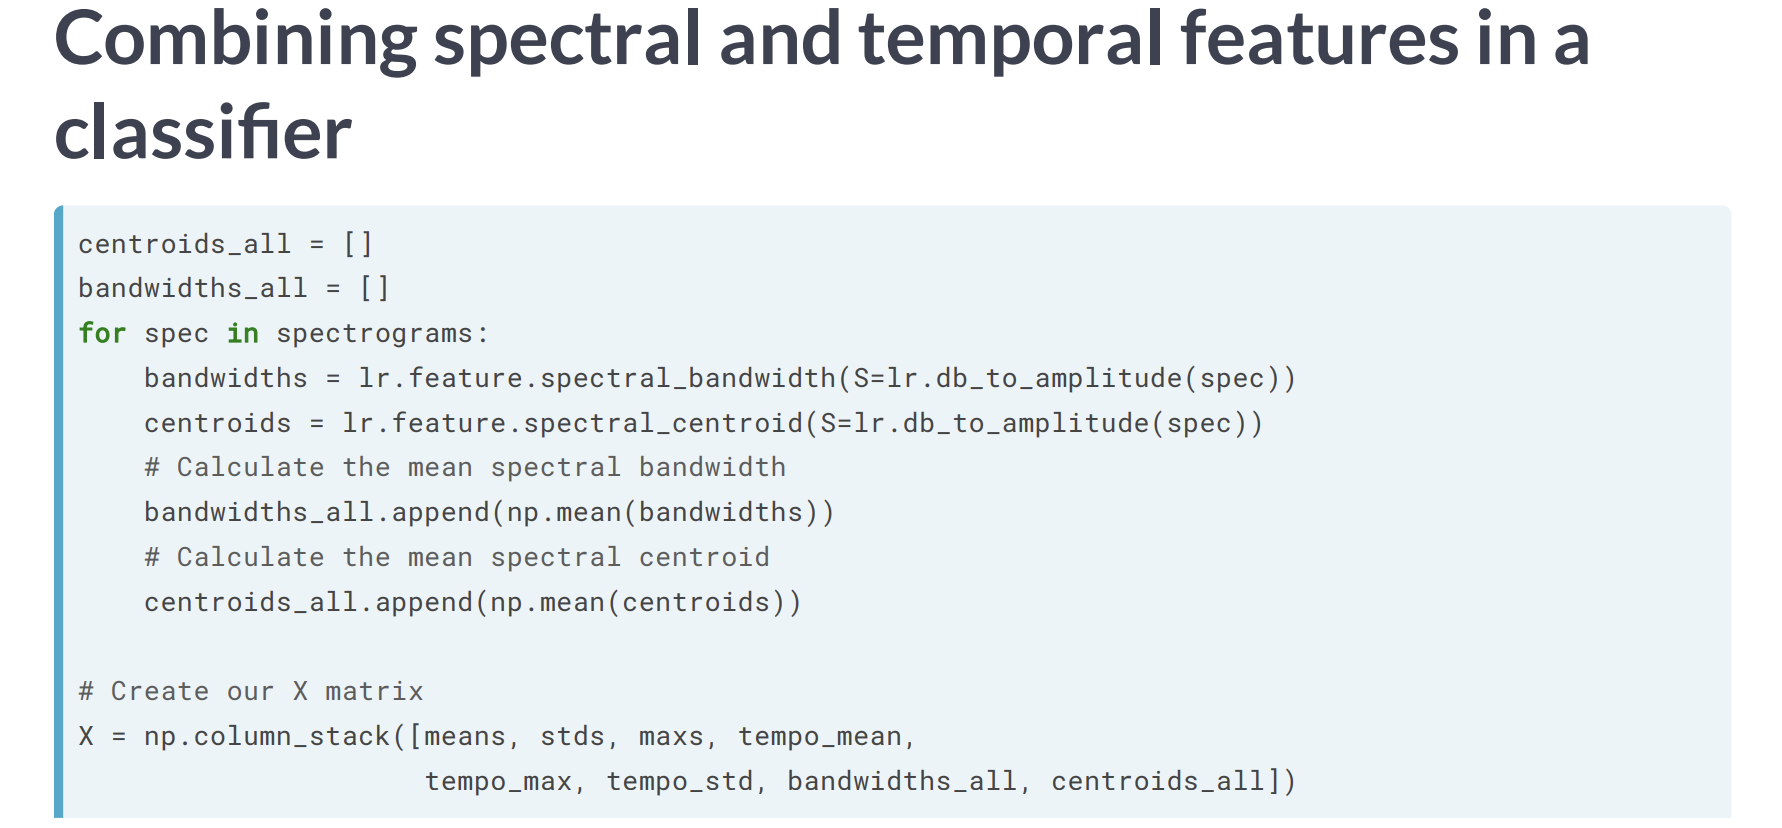 Combining spectral and temporal features in a
classifier
centroids_all = []
bandwidths_all = []
for spec in spectrograms:
    bandwidths = lr.feature.spectral_bandwidth(S=lr.db_to_amplitude(spec))
    centroids = lr.feature.spectral_centroid(S=lr.db_to_amplitude(spec))
    # Calculate the mean spectral bandwidth
    bandwidths_all.append(np.mean(bandwidths))
    # Calculate the mean spectral centroid
    centroids_all.append(np.mean(centroids))
# Create our X matrix
X = np.column_stack([means, stds, maxs, tempo_mean,
                     tempo_max, tempo_std, bandwidths_all, centroids_all])